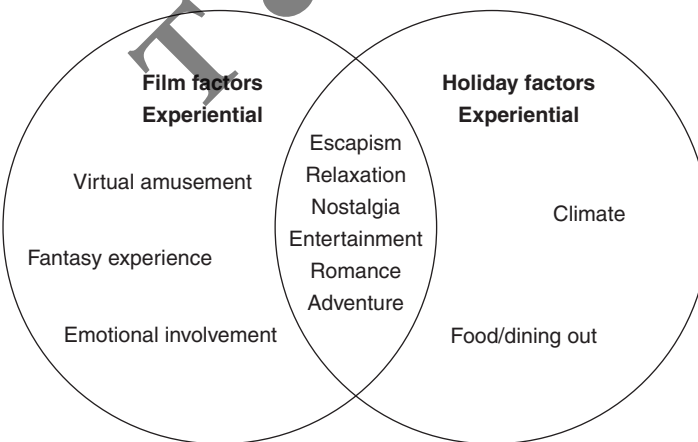 Film factors
Experiential
Virtual amusement
Fantasy experience
Emotional involvement
Escapism
Relaxation
Nostalgia
Entertainment
Romance
Adventure
Holiday factors
Experiential
Climate
Food/dining out